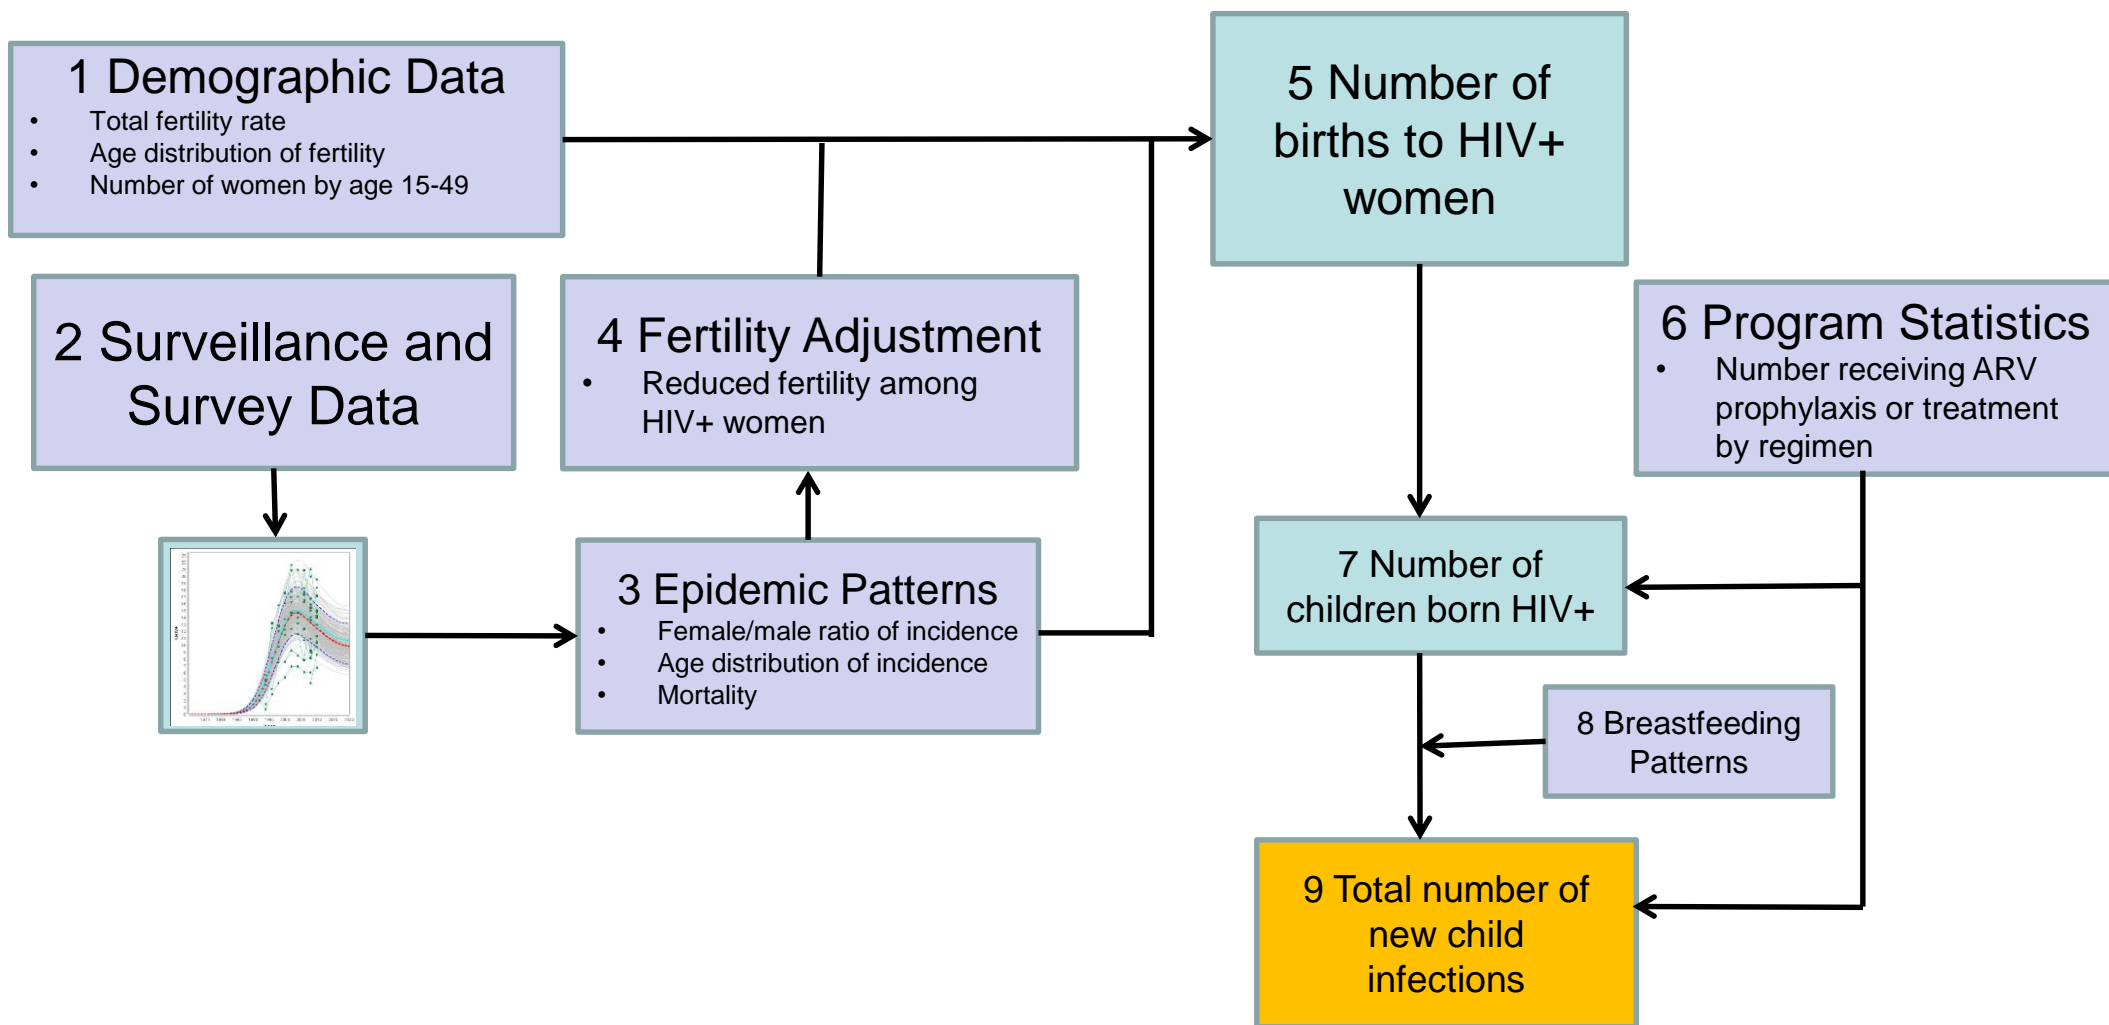 1 Demographic Data
• Total fertility rate
• Age distribution of fertility
• Number of women by age 15-49
2 Surveillance and
Survey Data
3 Epidemic Patterns
• Female/male ratio of incidence
• Age distribution of incidence
• Mortality
4 Fertility Adjustment
• Reduced fertility among
HIV+ women
5 Number of
births to HIV+
women
6 Program Statistics
• Number receiving ARV
prophylaxis or treatment
by regimen
7 Number of
children born HIV+
8 Breastfeeding
Patterns
9 Total number of
new child
infections